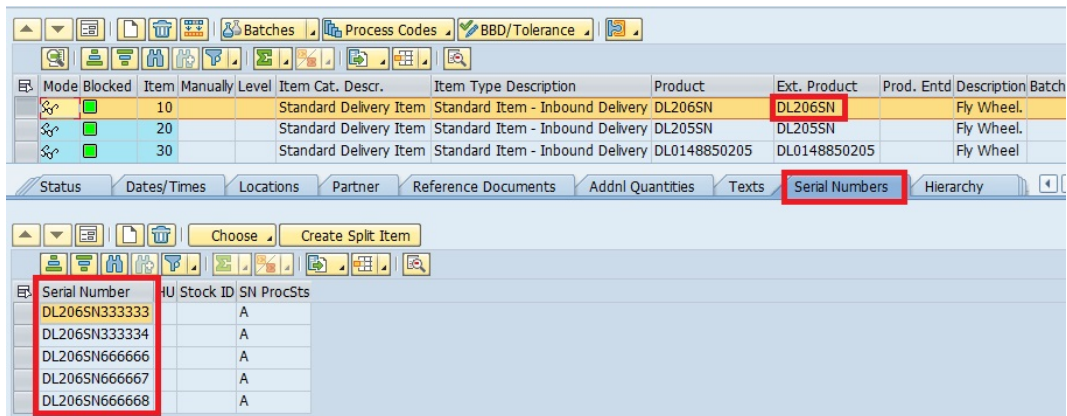 Batches Process Codes BBD/Tolerance
Mode Blocked Item Manually Level Item Cat. Descr. Item Type Description Product Ext. Product Prod. Entd Description Batch
10 Standard Delivery Item Standard Item - Inbound Delivery DL206SN DL206SN Fly Wheel.
20 Standard Delivery Item Standard Item - Inbound Delivery DL205SN DL205SN Fly Wheel.
30 Standard Delivery Item Standard Item - Inbound Delivery DL0148850205 DL0148850205 Fly Wheel
Status Dates/Times Locations Partner Reference Documents Addnl Quantities Texts Serial Numbers Hierarchy
Choose Create Split Item
Serial Number HU Stock ID SN ProcSts
DL206SN333333 A
DL206SN333334 A
DL206SN666666 A
DL206SN666667 A
DL206SN666668 A